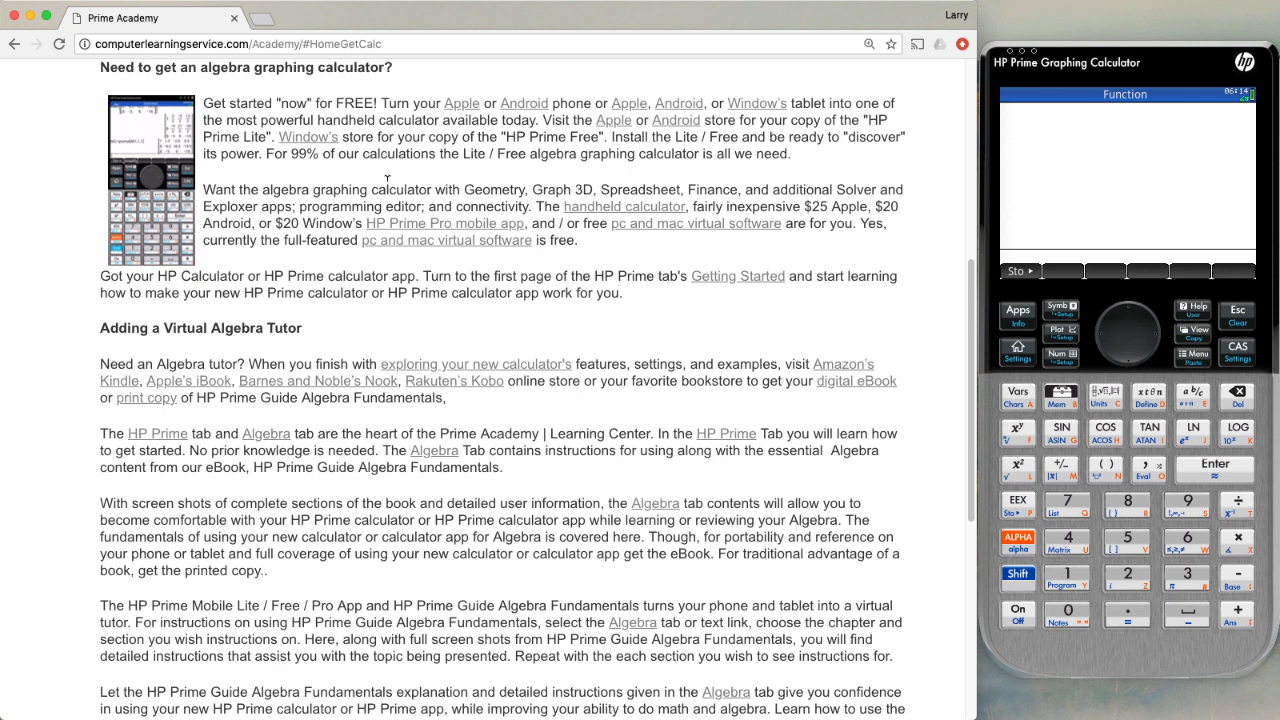 Prime Academy
Larry
computerlearningservice.com/Academy/#HomeGetCalc
Need to get an algebra graphing calculator?
Get started "now" for FREE! Turn your Apple or Android phone or Apple, Android, or Window's tablet into one of
the most powerful handheld calculator available today. Visit the Apple or Android store for your copy of the "HP
Prime Lite". Window's store for your copy of the "HP Prime Free". Install the Lite / Free and be ready to "discover"
its power. For 99% of our calculations the Lite / Free algebra graphing calculator is all we need.
Want the algebra graphing calculator with Geometry, Graph 3D, Spreadsheet, Finance, and additional Solver and
Exploxer apps; programming editor; and connectivity. The handheld calculator, fairly inexpensive $25 Apple, $20
Android, or $20 Window's HP Prime Pro mobile app, and / or free pc and mac virtual software are for you. Yes,
currently the full-featured pc and mac virtual software is free.
Got your HP Calculator or HP Prime calculator app. Turn to the first page of the HP Prime tab's Getting Started and start learning
how to make your new HP Prime calculator or HP Prime calculator app work for you.
Adding a Virtual Algebra Tutor
Need an Algebra tutor? When you finish with exploring your new calculator's features, settings, and examples, visit Amazon's
Kindle, Apple's iBook, Barnes and Noble's Nook, Rakuten's Kobo online store or your favorite bookstore to get your digital eBook
or print copy of HP Prime Guide Algebra Fundamentals,
The HP Prime tab and Algebra tab are the heart of the Prime Academy | Learning Center. In the HP Prime Tab you will learn how
to get started. No prior knowledge is needed. The Algebra Tab contains instructions for using along with the essential Algebra
content from our eBook, HP Prime Guide Algebra Fundamentals.
With screen shots of complete sections of the book and detailed user information, the Algebra tab contents will allow you to
become comfortable with your HP Prime calculator or HP Prime calculator app while learning or reviewing your Algebra. The
fundamentals of using your new calculator or calculator app for Algebra is covered here. Though, for portability and reference on
your phone or tablet and full coverage of using your new calculator or calculator app get the eBook. For traditional advantage of a
book, get the printed copy..
The HP Prime Mobile Lite / Free / Pro App and HP Prime Guide Algebra Fundamentals turns your phone and tablet into a virtual
tutor. For instructions on using HP Prime Guide Algebra Fundamentals, select the Algebra tab or text link, choose the chapter and
section you wish instructions on. Here, along with full screen shots from HP Prime Guide Algebra Fundamentals, you will find
detailed instructions that assist you with the topic being presented. Repeat with the each section you wish to see instructions for.
Let the HP Prime Guide Algebra Fundamentals explanation and detailed instructions given in the Algebra tab give you confidence
in using your new HP Prime calculator or HP Prime app, while improving your ability to do math and algebra. Learn how to use the
HP Prime Graphing Calculator
hp
Function 06:14
Sto ▸
Apps Info Symb Setup Help User Esc Clear
Plot Setup View Copy
Settings Num Setup Menu Paste CAS Settings
Vars Chars A Mem B Units C x t θ n Define D a b/c E Del
xʸ F SIN ASIN G COS ACOS H TAN ATAN I LN eˣ J LOG 10ˣ K
x² √ L +/- |x| M ( ) N , Eval O Enter ≈
EEX Sto ▸ P 7 List Q 8 { } R 9 !,∞,→ S ÷ x⁻¹ T
ALPHA alpha 4 Matrix U 5 [ ] V 6 ≤,≥,≠ W × ∡ X
Shift 1 Program Y 2 i Z 3 π # - Base :
On Off 0 Notes " " . = _ + Ans ;